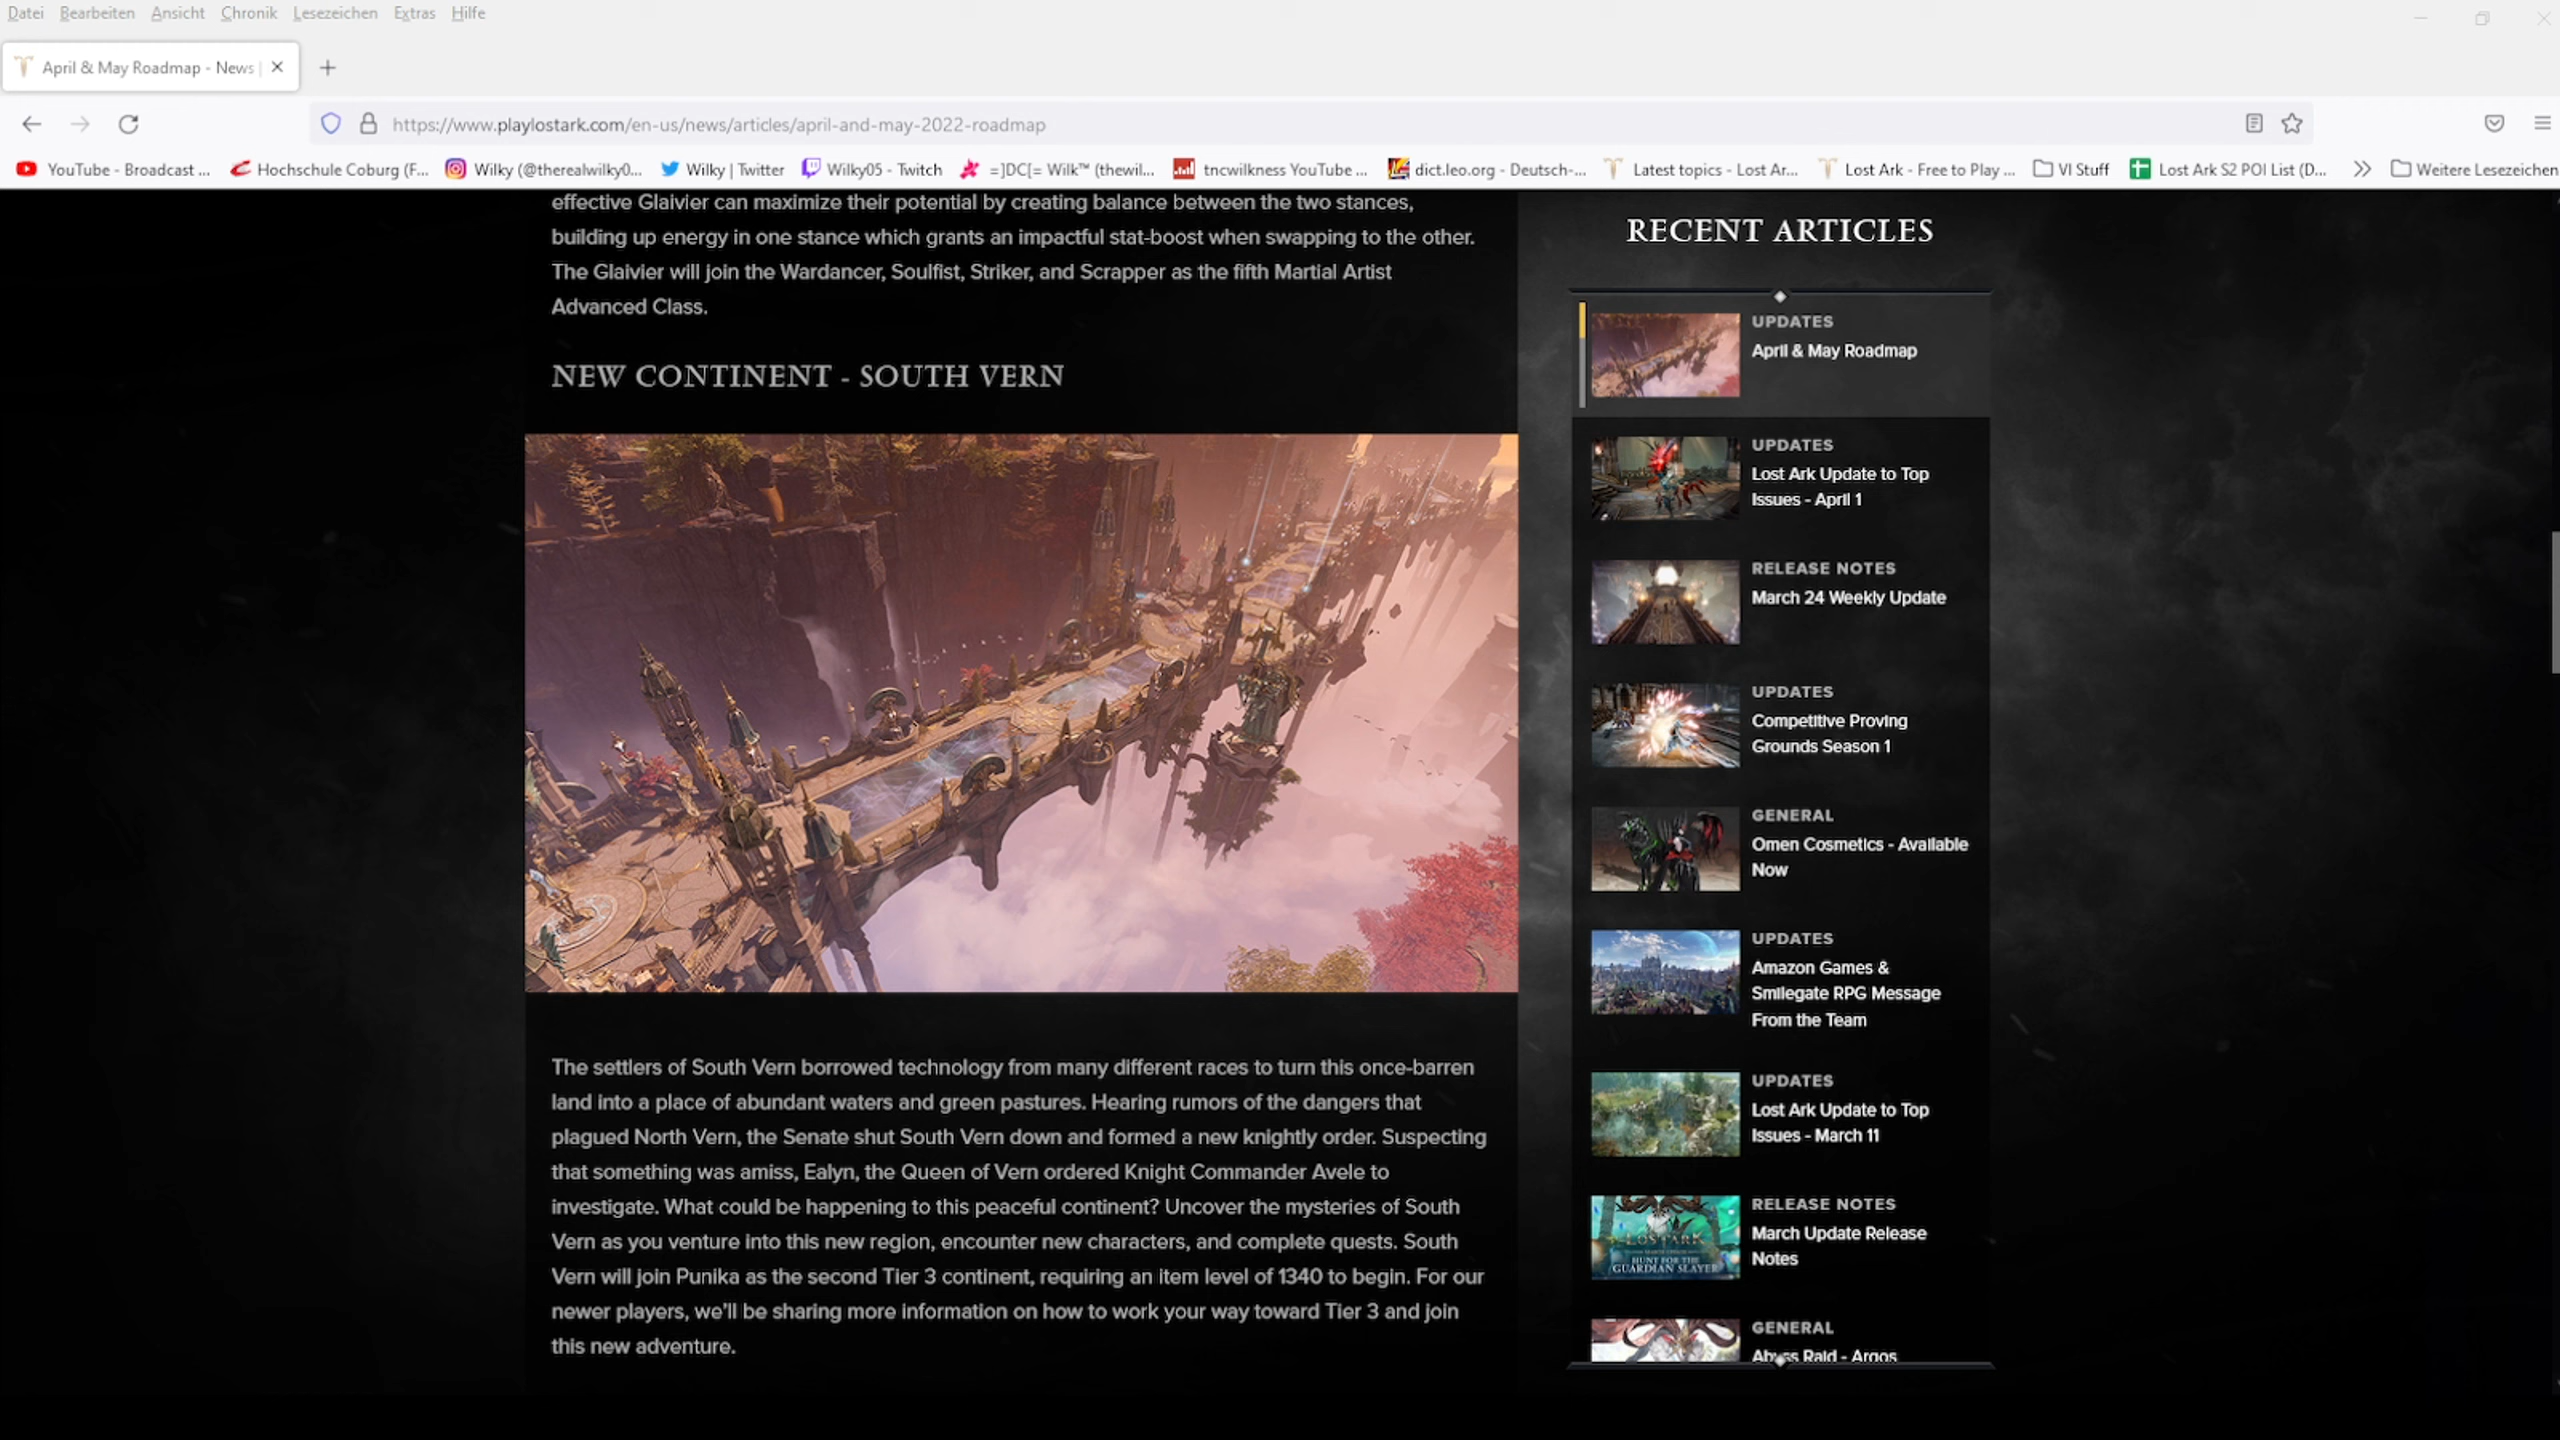 Datei Bearbeiten Ansicht Chronik Lesezeichen Extras Hilfe
April & May Roadmap - News |
https://www.playlostark.com/en-us/news/articles/april-and-may-2022-roadmap
YouTube - Broadcast ... Hochschule Coburg (F... Wilky (@therealwilky0... Wilky | Twitter Wilky05 - Twitch =]DC[= Wilk™ (thewil... tncwilkness YouTube ... dict.leo.org - Deutsch-... Latest topics - Lost Ar... Lost Ark - Free to Play ... VI Stuff Lost Ark S2 POI List (D... Weitere Lesezeichen
effective Glaivier can maximize their potential by creating balance between the two stances,
building up energy in one stance which grants an impactful stat-boost when swapping to the other.
The Glaivier will join the Wardancer, Soulfist, Striker, and Scrapper as the fifth Martial Artist
Advanced Class.
NEW CONTINENT - SOUTH VERN
The settlers of South Vern borrowed technology from many different races to turn this once-barren
land into a place of abundant waters and green pastures. Hearing rumors of the dangers that
plagued North Vern, the Senate shut South Vern down and formed a new knightly order. Suspecting
that something was amiss, Ealyn, the Queen of Vern ordered Knight Commander Avele to
investigate. What could be happening to this peaceful continent? Uncover the mysteries of South
Vern as you venture into this new region, encounter new characters, and complete quests. South
Vern will join Punika as the second Tier 3 continent, requiring an item level of 1340 to begin. For our
newer players, we'll be sharing more information on how to work your way toward Tier 3 and join
this new adventure.
RECENT ARTICLES
UPDATES
April & May Roadmap
UPDATES
Lost Ark Update to Top
Issues - April 1
RELEASE NOTES
March 24 Weekly Update
UPDATES
Competitive Proving
Grounds Season 1
GENERAL
Omen Cosmetics - Available
Now
UPDATES
Amazon Games &
Smilegate RPG Message
From the Team
UPDATES
Lost Ark Update to Top
Issues - March 11
RELEASE NOTES
March Update Release
Notes
LOST ARK
HUNT FOR THE
GUARDIAN SLAYER
GENERAL
Abyss Raid - Argos